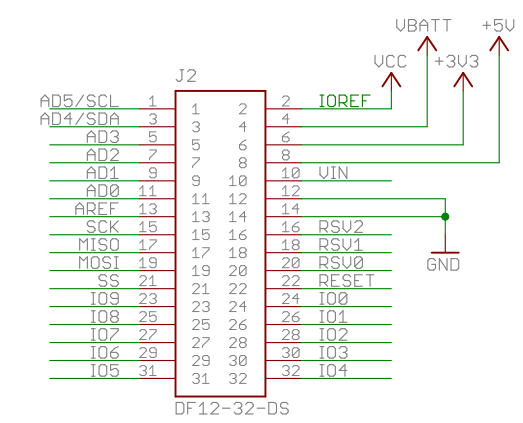 VBATT +5V
VCC +3V3
J2
AD5/SCL 1 1 2 2 IOREF
AD4/SDA 3 3 4 4
AD3 5 5 6 6
AD2 7 7 8 8
AD1 9 9 10 10 VIN
AD0 11 11 12 12
AREF 13 13 14 14
SCK 15 15 16 16 RSV2
MISO 17 17 18 18 RSV1
MOSI 19 19 20 20 RSV0
SS 21 21 22 22 RESET
IO9 23 23 24 24 IO0
IO8 25 25 26 26 IO1
IO7 27 27 28 28 IO2
IO6 29 29 30 30 IO3
IO5 31 31 32 32 IO4
GND
DF12-32-DS